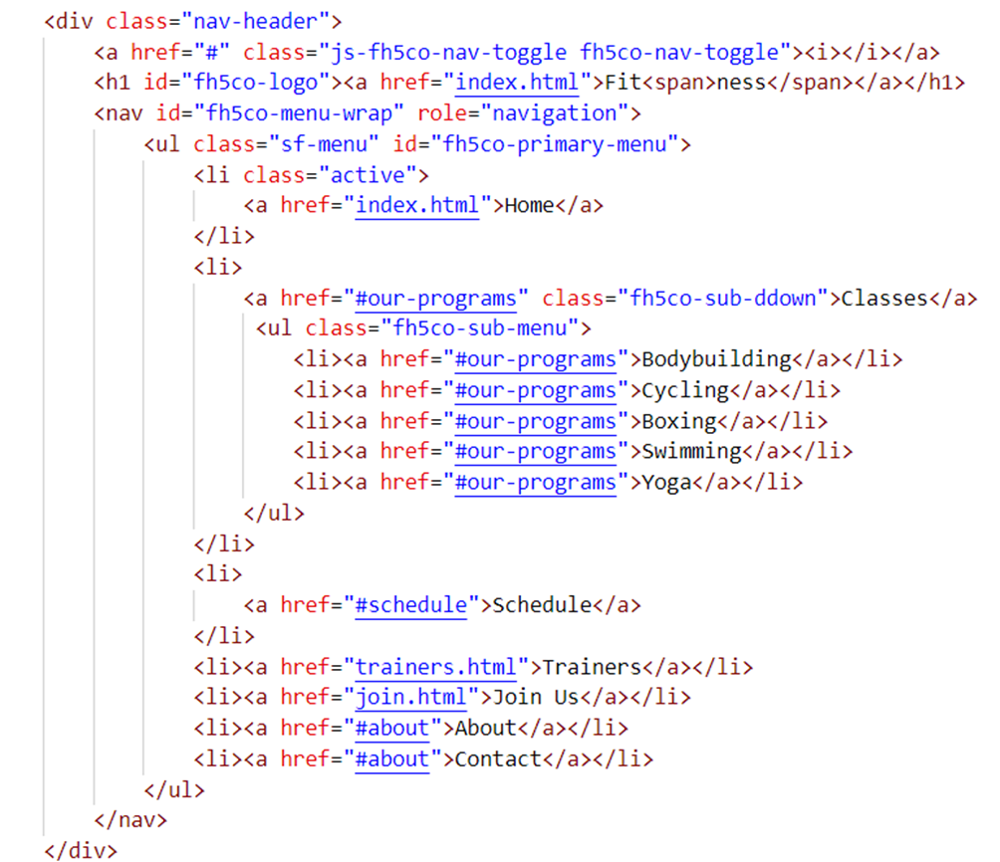 <div class="nav-header">
    <a href="#" class="js-fh5co-nav-toggle fh5co-nav-toggle"><i></i></a>
    <h1 id="fh5co-logo"><a href="index.html">Fit<span>ness</span></a></h1>
    <nav id="fh5co-menu-wrap" role="navigation">
        <ul class="sf-menu" id="fh5co-primary-menu">
            <li class="active">
                <a href="index.html">Home</a>
            </li>
            <li>
                <a href="#our-programs" class="fh5co-sub-ddown">Classes</a>
                 <ul class="fh5co-sub-menu">
                    <li><a href="#our-programs">Bodybuilding</a></li>
                    <li><a href="#our-programs">Cycling</a></li>
                    <li><a href="#our-programs">Boxing</a></li>
                    <li><a href="#our-programs">Swimming</a></li>
                    <li><a href="#our-programs">Yoga</a></li>
                </ul>
            </li>
            <li>
                <a href="#schedule">Schedule</a>
            </li>
            <li><a href="trainers.html">Trainers</a></li>
            <li><a href="join.html">Join Us</a></li>
            <li><a href="#about">About</a></li>
            <li><a href="#about">Contact</a></li>
        </ul>
    </nav>
</div>